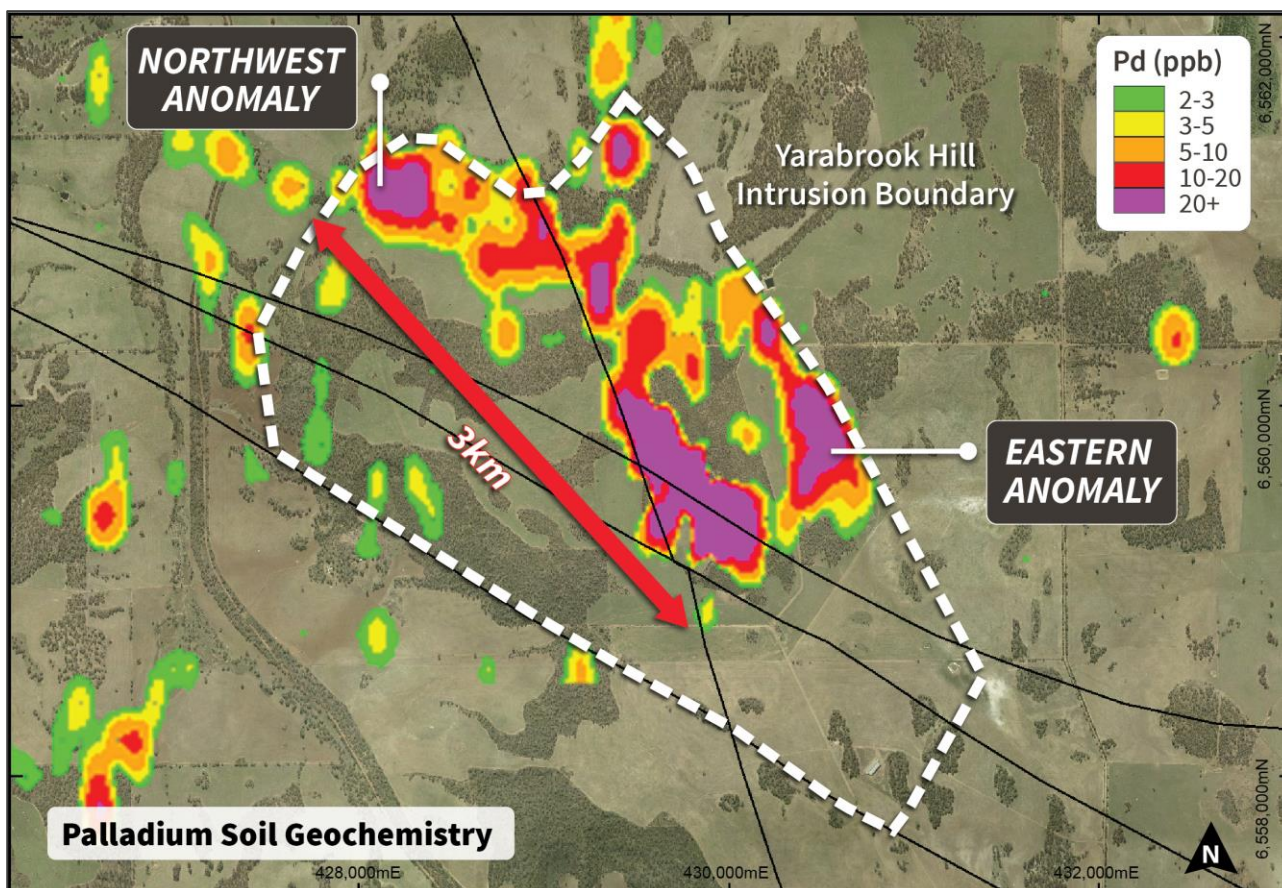 NORTHWEST
ANOMALY
Pd (ppb)
2-3
3-5
5-10
10-20
20+
6,562,000mN
Yarabrook Hill
Intrusion Boundary
3km
EASTERN
ANOMALY
6,560,000mN
Palladium Soil Geochemistry
6,558,000mN
428,000mE
430,000mE
432,000mE
N